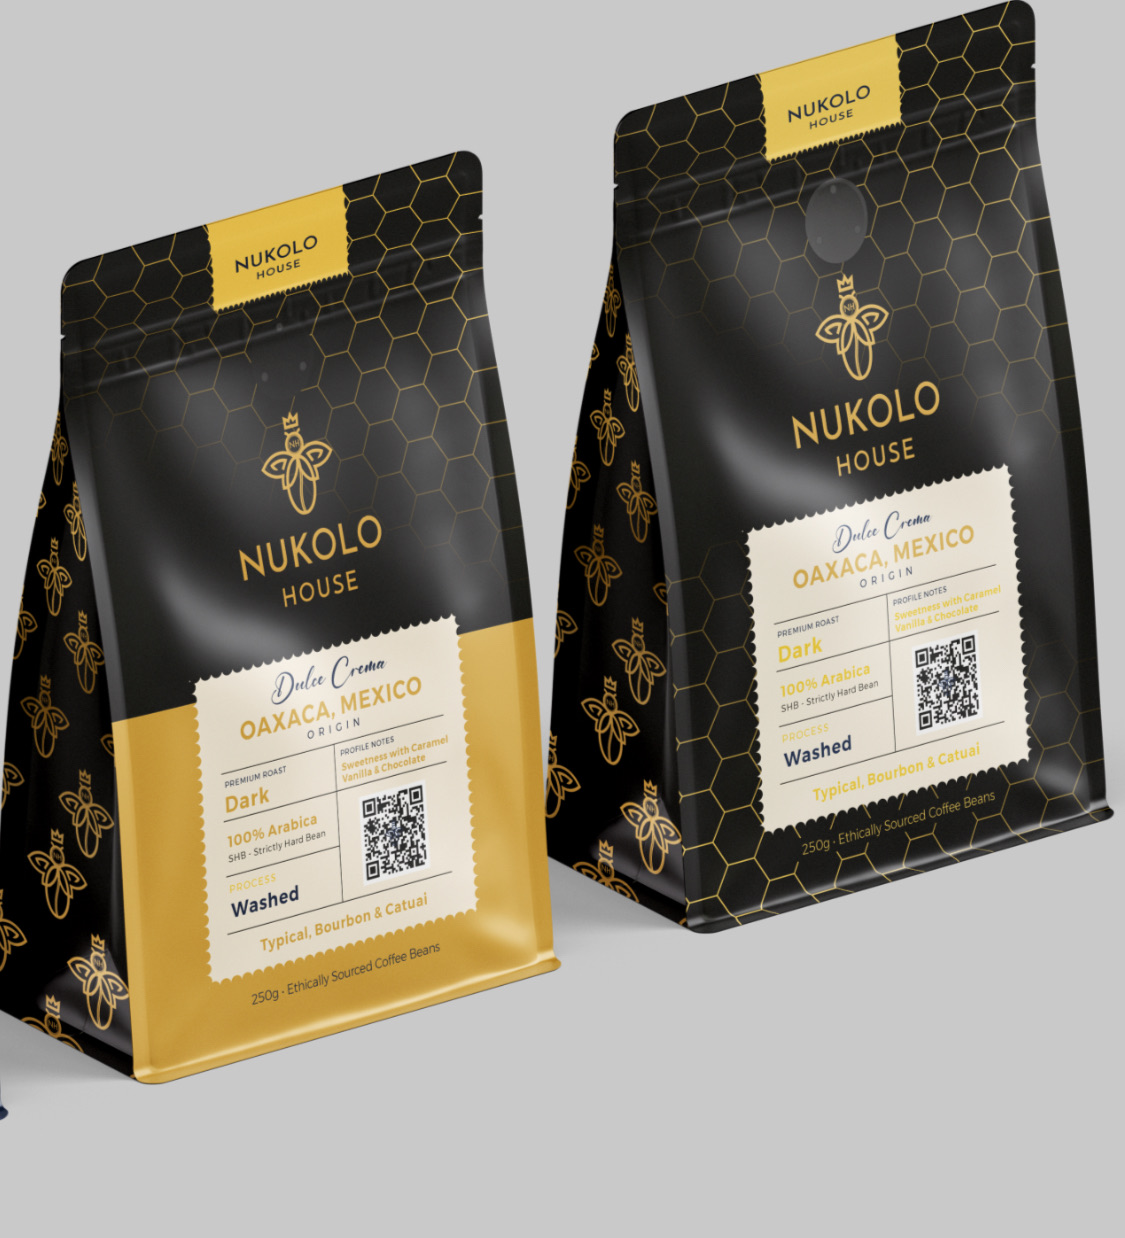 NUKOLO
HOUSE
NH
NUKOLO
HOUSE
Dulce Crema
OAXACA, MEXICO
ORIGIN
PREMIUM ROAST
Dark
100% Arabica
SHB - Strictly Hard Bean
PROCESS
Washed
PROFILE NOTES
Sweetness with Caramel
Vanilla & Chocolate
Typical, Bourbon & Catuai
250g - Ethically Sourced Coffee Beans
NUKOLO
HOUSE
NH
NUKOLO
HOUSE
Dulce Crema
OAXACA, MEXICO
ORIGIN
PREMIUM ROAST
Dark
100% Arabica
SHB - Strictly Hard Bean
PROCESS
Washed
PROFILE NOTES
Sweetness with Caramel
Vanilla & Chocolate
Typical, Bourbon & Catuai
250g - Ethically Sourced Coffee Beans